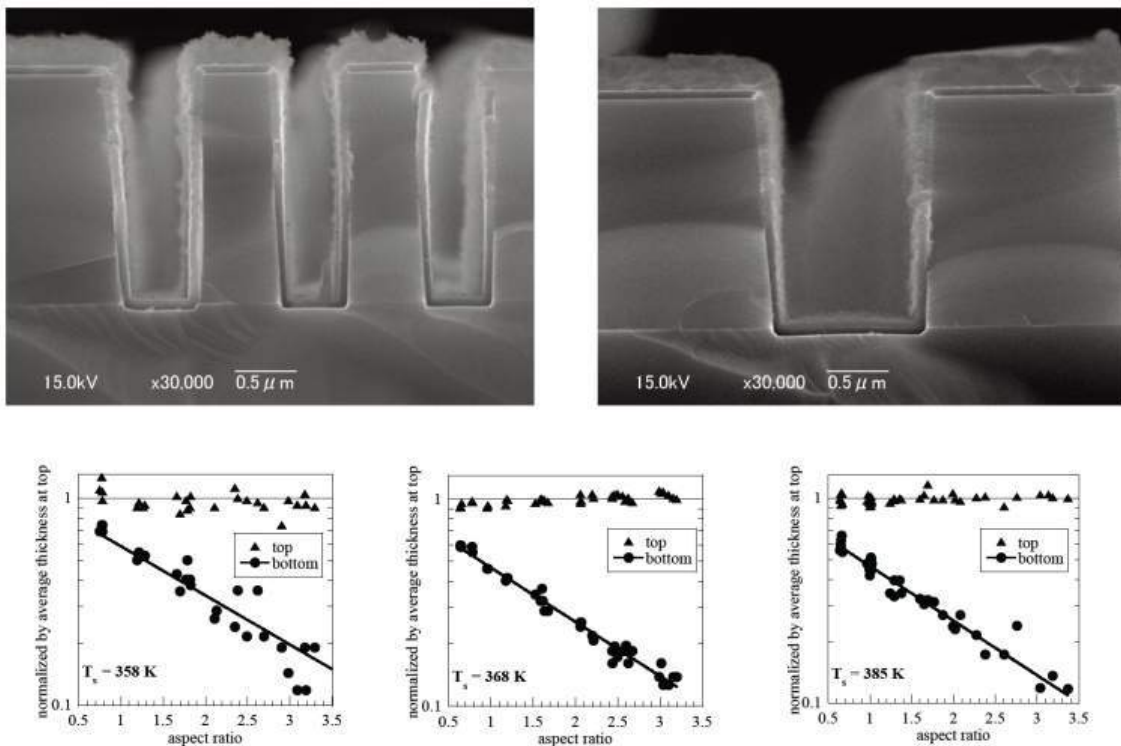 15.0kV x30,000 0.5 μ m
15.0kV x30,000 0.5 μ m
normalized by average thickness at top
1
0.1
top
bottom
Ts = 358 K
0.5 1 1.5 2 2.5 3 3.5
aspect ratio
normalized by average thickness at top
1
0.1
top
bottom
Ts = 368 K
0.5 1 1.5 2 2.5 3 3.5
aspect ratio
normalized by average thickness at top
1
0.1
top
bottom
Ts = 385 K
0.5 1 1.5 2 2.5 3 3.5
aspect ratio